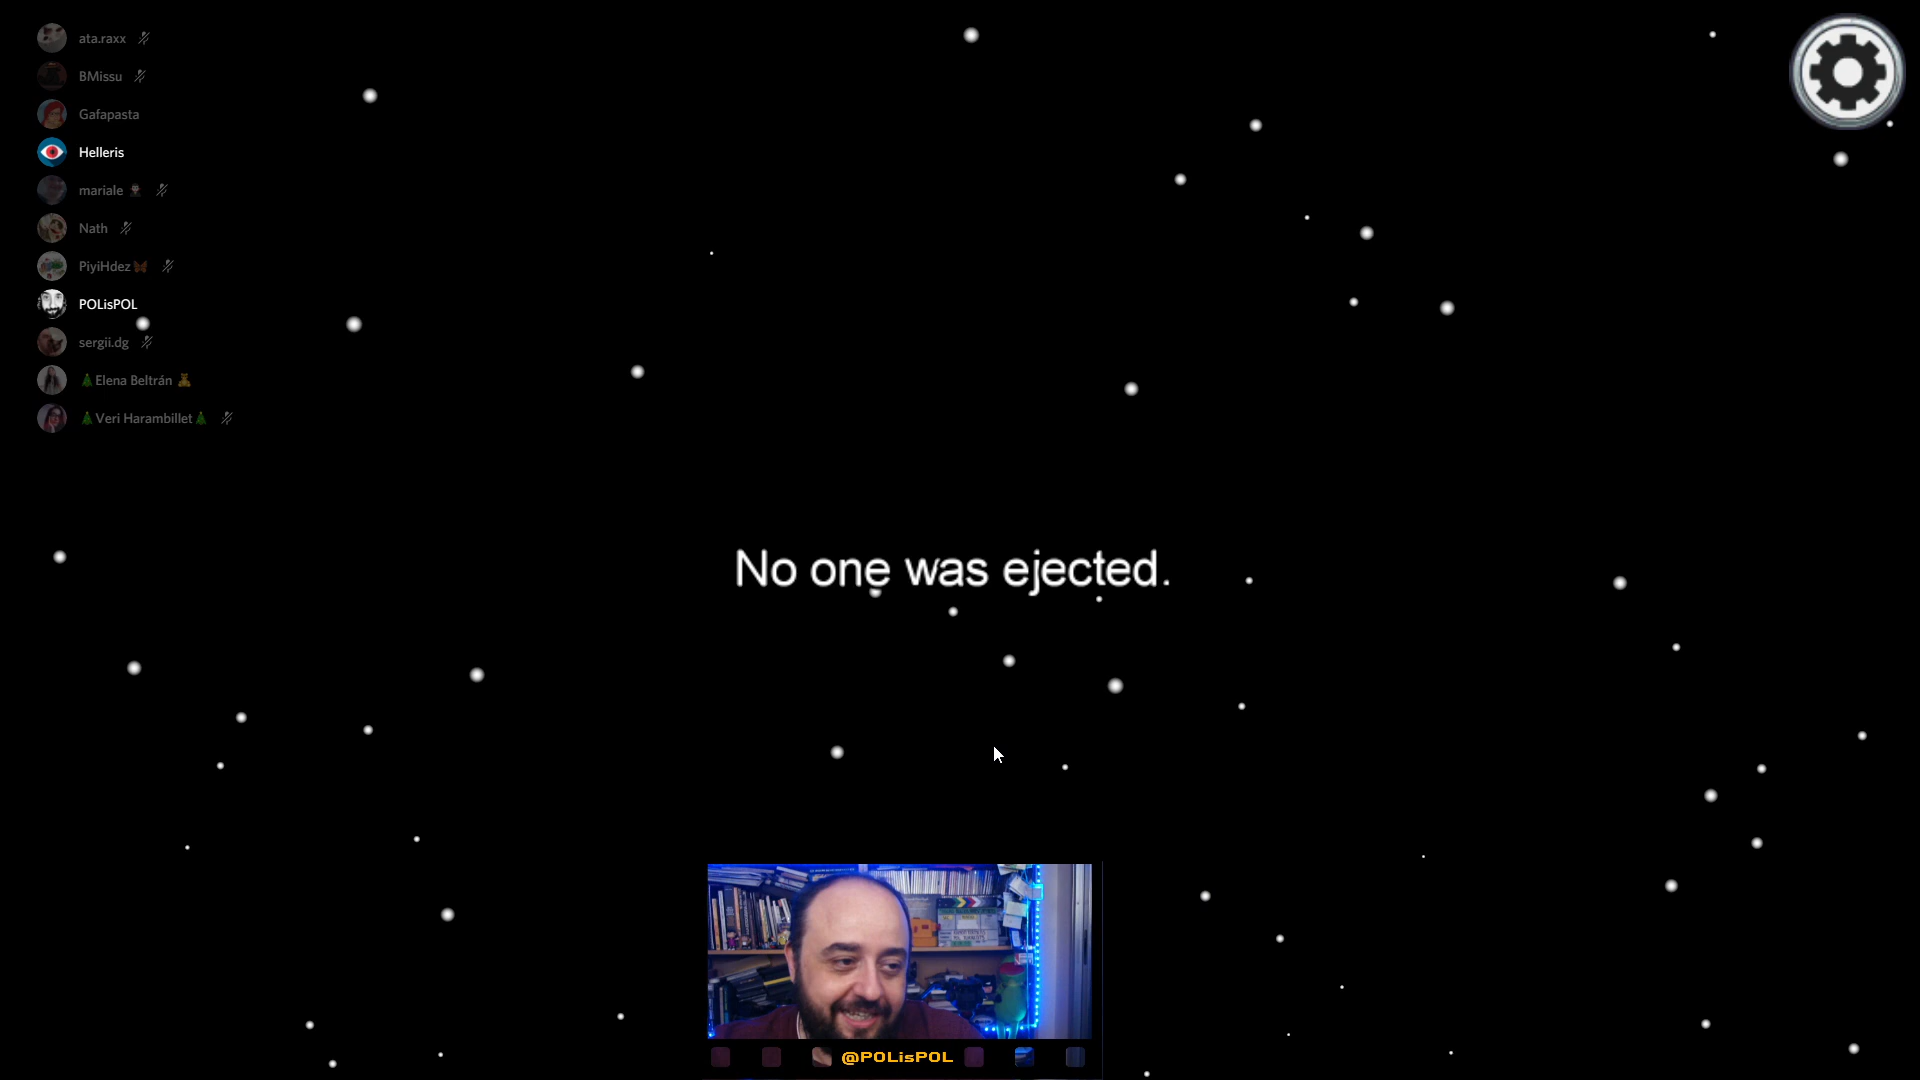 ata.raxx
BMissu
Gafapasta
Helleris
mariale
Nath
PiyiHdez
POLisPOL
sergii.dg
Elena Beltrán
Veri Harambillet
No one was ejected.
@POLisPOL